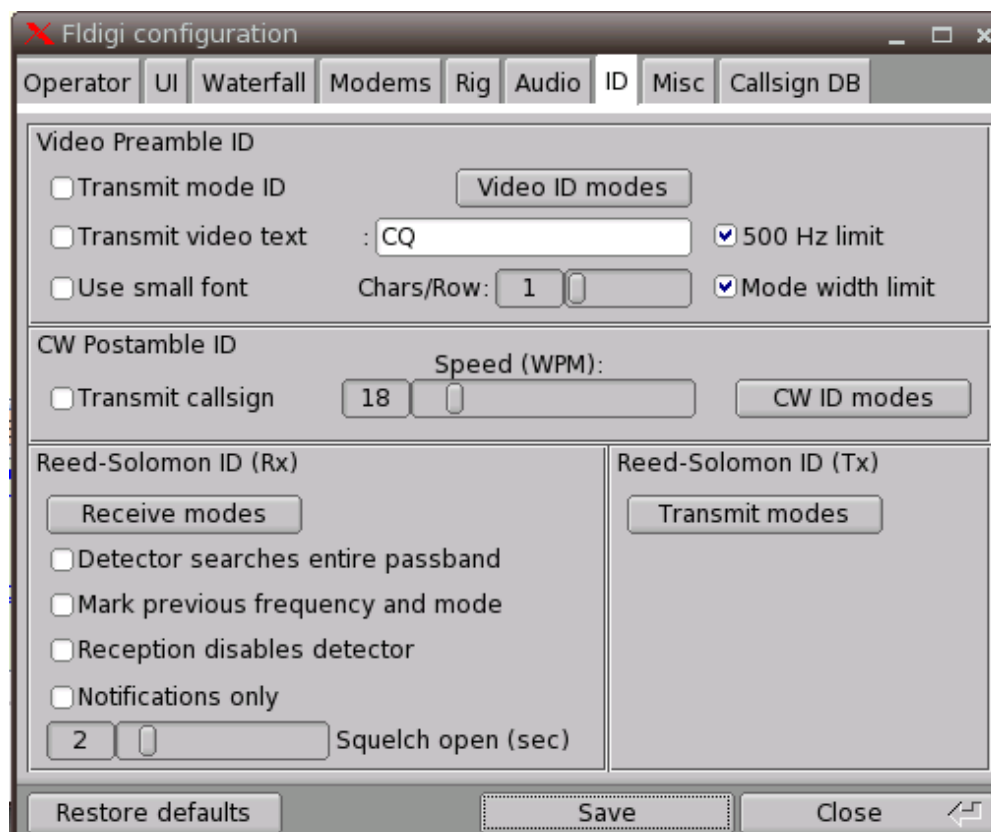 Fldigi configuration
Operator UI Waterfall Modems Rig Audio ID Misc Callsign DB
Video Preamble ID
Transmit mode ID Video ID modes
Transmit video text : CQ 500 Hz limit
Use small font Chars/Row: 1 Mode width limit
CW Postamble ID
Speed (WPM):
Transmit callsign 18 CW ID modes
Reed-Solomon ID (Rx) Reed-Solomon ID (Tx)
Receive modes Transmit modes
Detector searches entire passband
Mark previous frequency and mode
Reception disables detector
Notifications only
2 Squelch open (sec)
Restore defaults Save Close